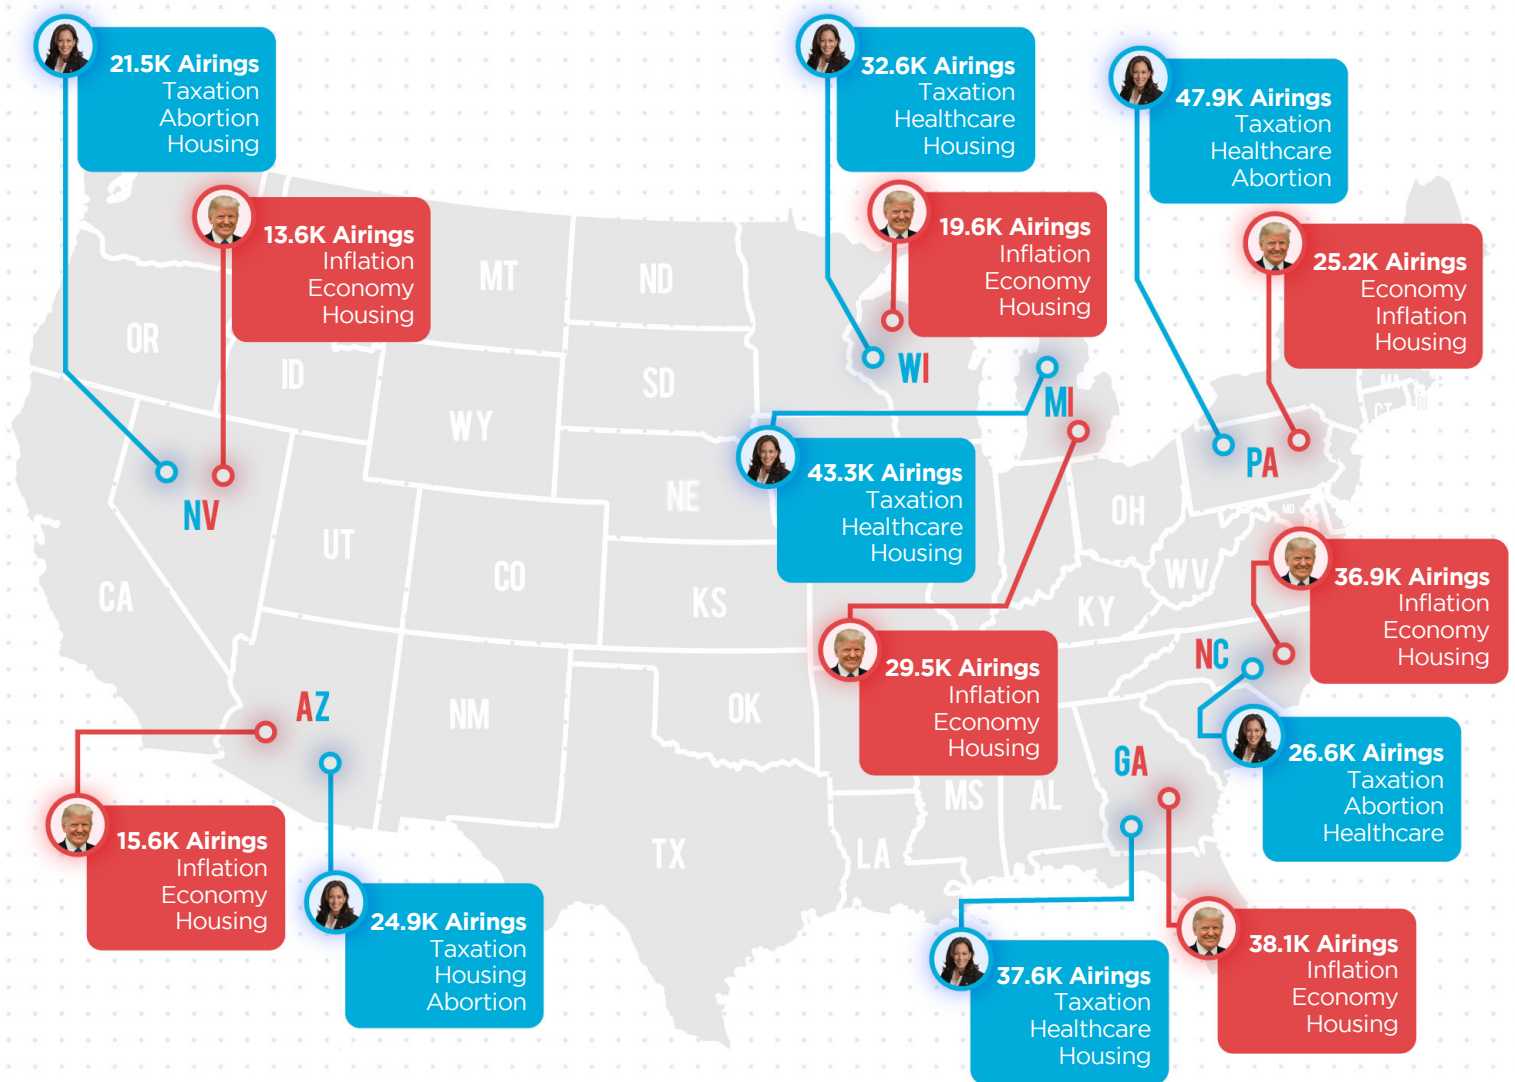 21.5K Airings
Taxation
Abortion
Housing
32.6K Airings
Taxation
Healthcare
Housing
47.9K Airings
Taxation
Healthcare
Abortion
13.6K Airings
Inflation
Economy
Housing
19.6K Airings
Inflation
Economy
Housing
25.2K Airings
Economy
Inflation
Housing
MT
ND
OR
ID
WY
SD
WI
MI
MA
CT
RI
NV
UT
CO
NE
43.3K Airings
Taxation
Healthcare
Housing
OH
PA
MD
WV
CA
KS
KY
36.9K Airings
Inflation
Economy
Housing
NC
29.5K Airings
Inflation
Economy
Housing
AZ
NM
OK
26.6K Airings
Taxation
Abortion
Healthcare
GA
MS
AL
TX
LA
15.6K Airings
Inflation
Economy
Housing
24.9K Airings
Taxation
Housing
Abortion
37.6K Airings
Taxation
Healthcare
Housing
38.1K Airings
Inflation
Economy
Housing